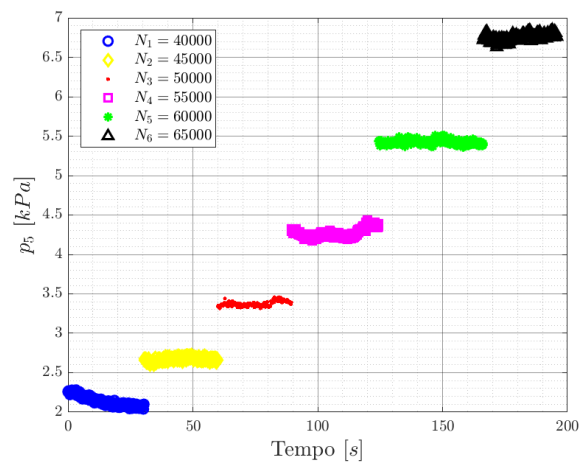 7
6.5
6
5.5
5
4.5
4
3.5
3
2.5
2
0
50
100
150
200
p₅ [kPa]
Tempo [s]
N₁ = 40000
N₂ = 45000
N₃ = 50000
N₄ = 55000
N₅ = 60000
N₆ = 65000